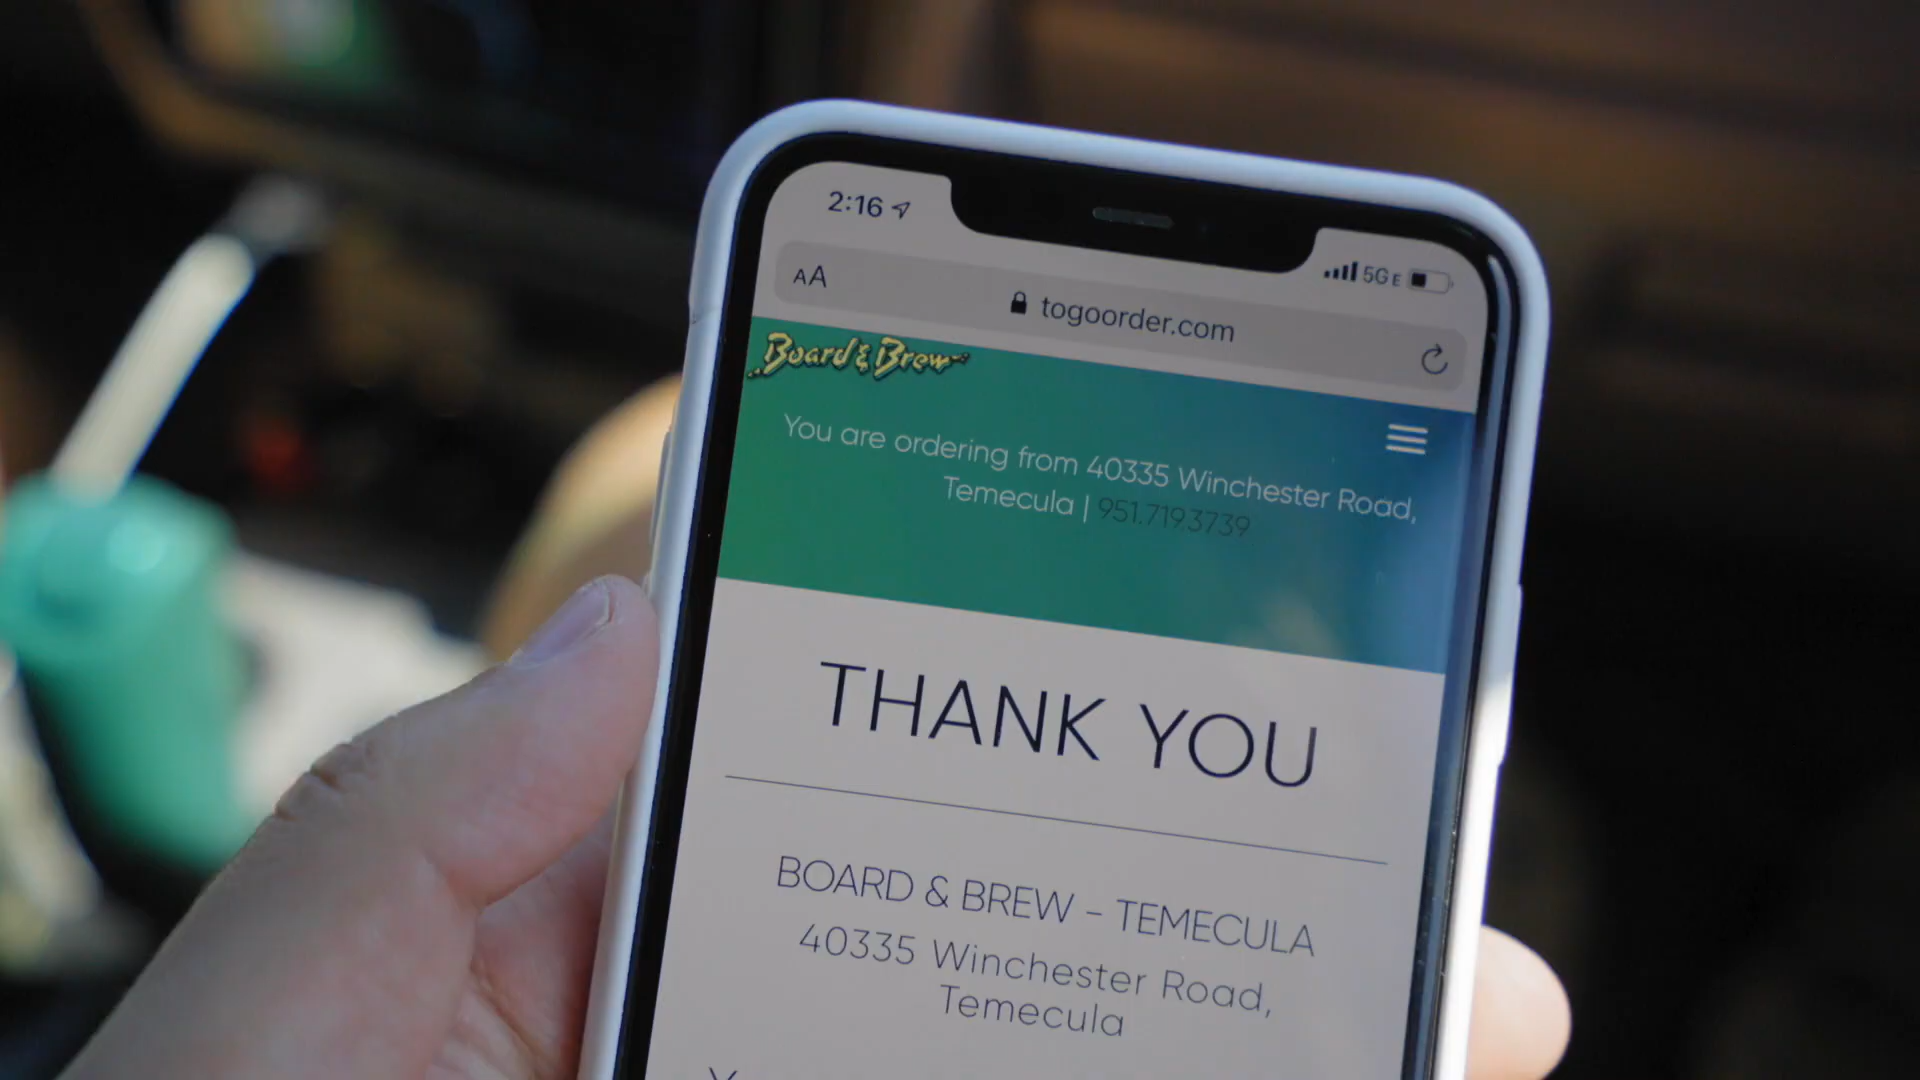 2:16
5G E
AA
togoorder.com
Board & Brew
You are ordering from 40335 Winchester Road,
Temecula | 951.719.3739
THANK YOU
BOARD & BREW - TEMECULA
40335 Winchester Road,
Temecula